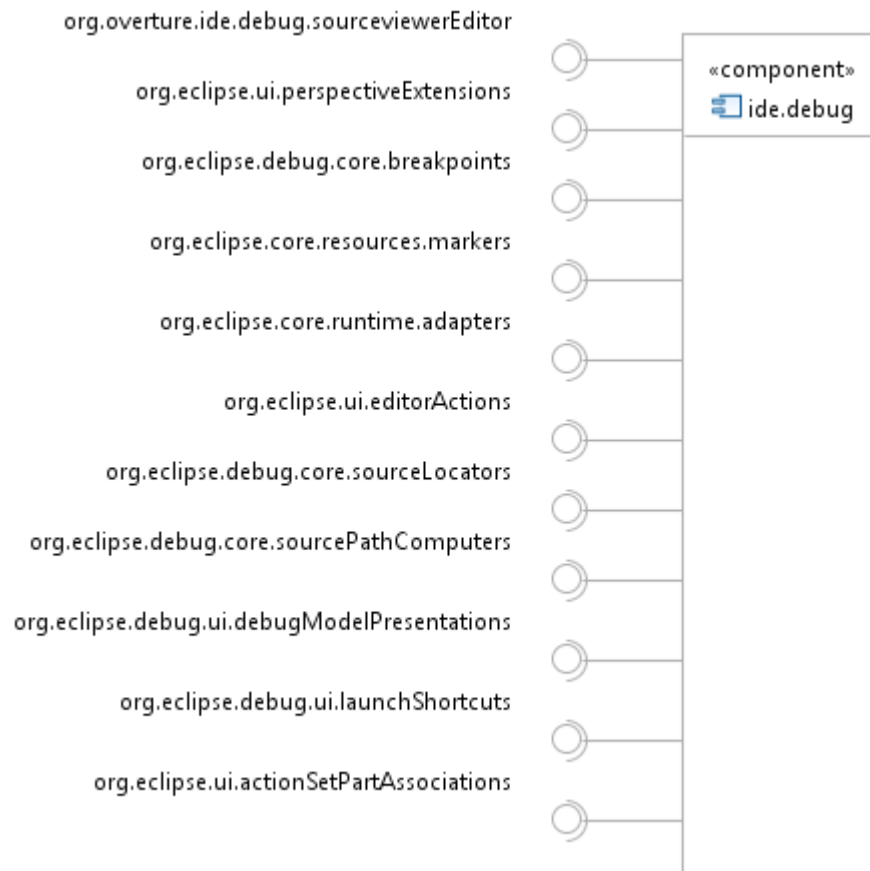 org.overture.ide.debug.sourceviewerEditor
«component»
ide.debug
org.eclipse.ui.perspectiveExtensions
org.eclipse.debug.core.breakpoints
org.eclipse.core.resources.markers
org.eclipse.core.runtime.adapters
org.eclipse.ui.editorActions
org.eclipse.debug.core.sourceLocators
org.eclipse.debug.core.sourcePathComputers
org.eclipse.debug.ui.debugModelPresentations
org.eclipse.debug.ui.launchShortcuts
org.eclipse.ui.actionSetPartAssociations